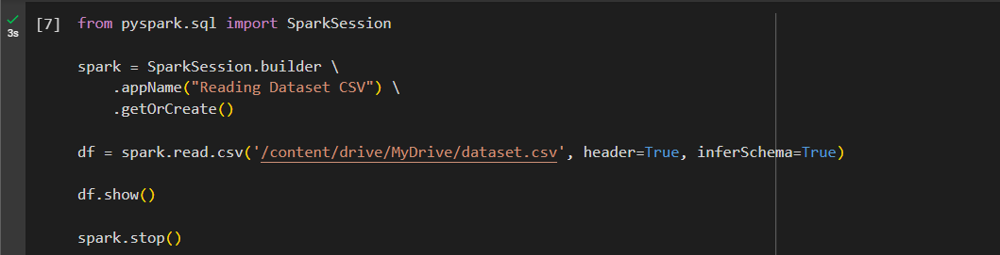 [7] from pyspark.sql import SparkSession
3s
spark = SparkSession.builder \
    .appName("Reading Dataset CSV") \
    .getOrCreate()
df = spark.read.csv('/content/drive/MyDrive/dataset.csv', header=True, inferSchema=True)
df.show()
spark.stop()